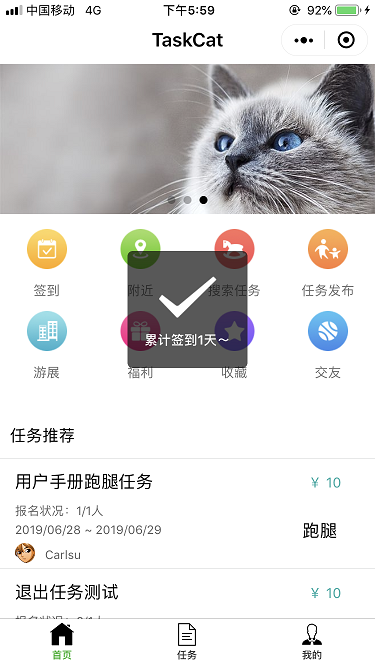 中国移动 4G 下午5:59 92%
TaskCat
签到 附近 搜索任务 任务发布
累计签到1天～
游展 福利 收藏 交友
任务推荐
用户手册跑腿任务 ¥ 10
报名状况: 1/1人
2019/06/28 ~ 2019/06/29 跑腿
Carlsu
退出任务测试 ¥ 10
首页 任务 我的